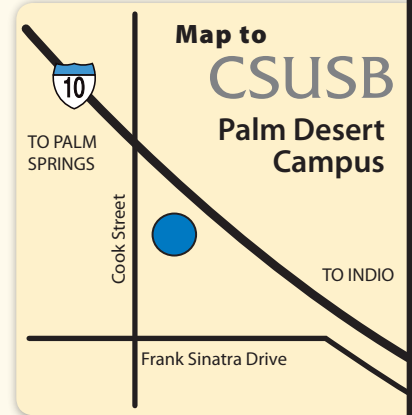 Map to
CSUSB
Palm Desert
Campus
10
TO PALM
SPRINGS
Cook Street
TO INDIO
Frank Sinatra Drive